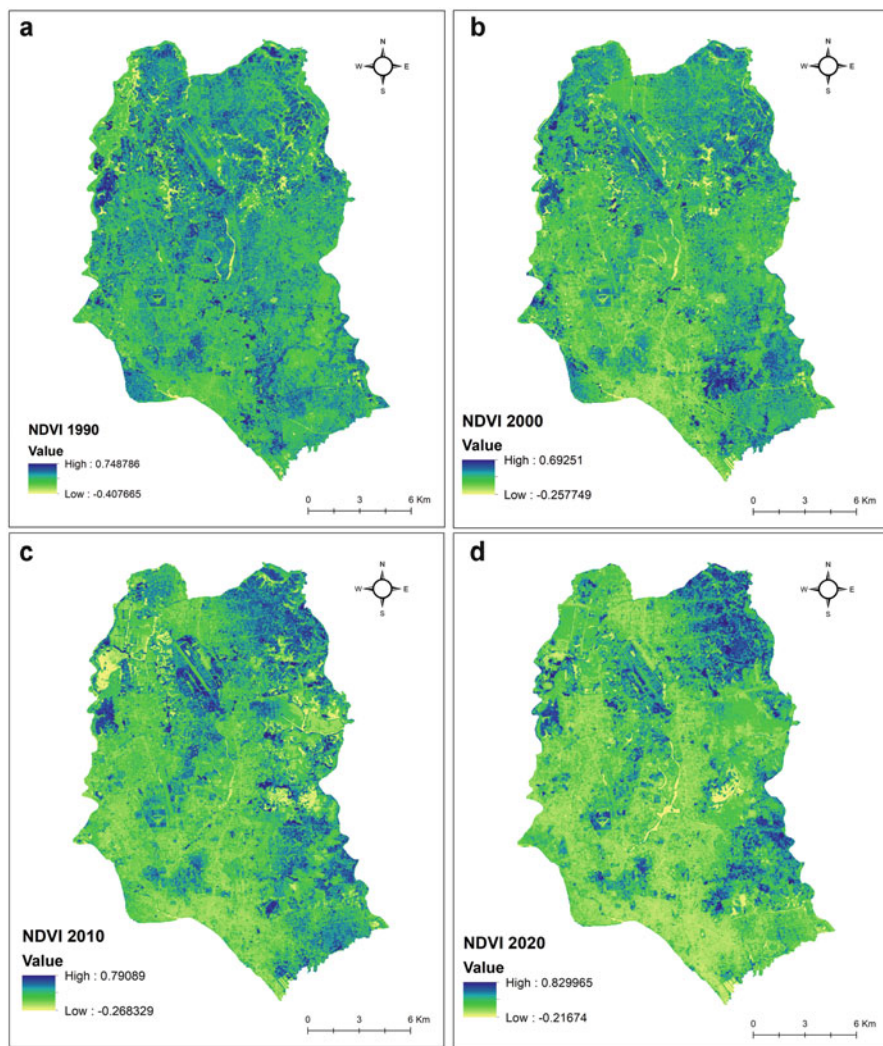 a
N
W E
S
NDVI 1990
Value
High : 0.748786
Low : -0.407665
0 3 6 Km
b
N
W E
S
NDVI 2000
Value
High : 0.69251
Low : -0.257749
0 3 6 Km
c
N
W E
S
NDVI 2010
Value
High : 0.79089
Low : -0.268329
0 3 6 Km
d
N
W E
S
NDVI 2020
Value
High : 0.829965
Low : -0.21674
0 3 6 Km